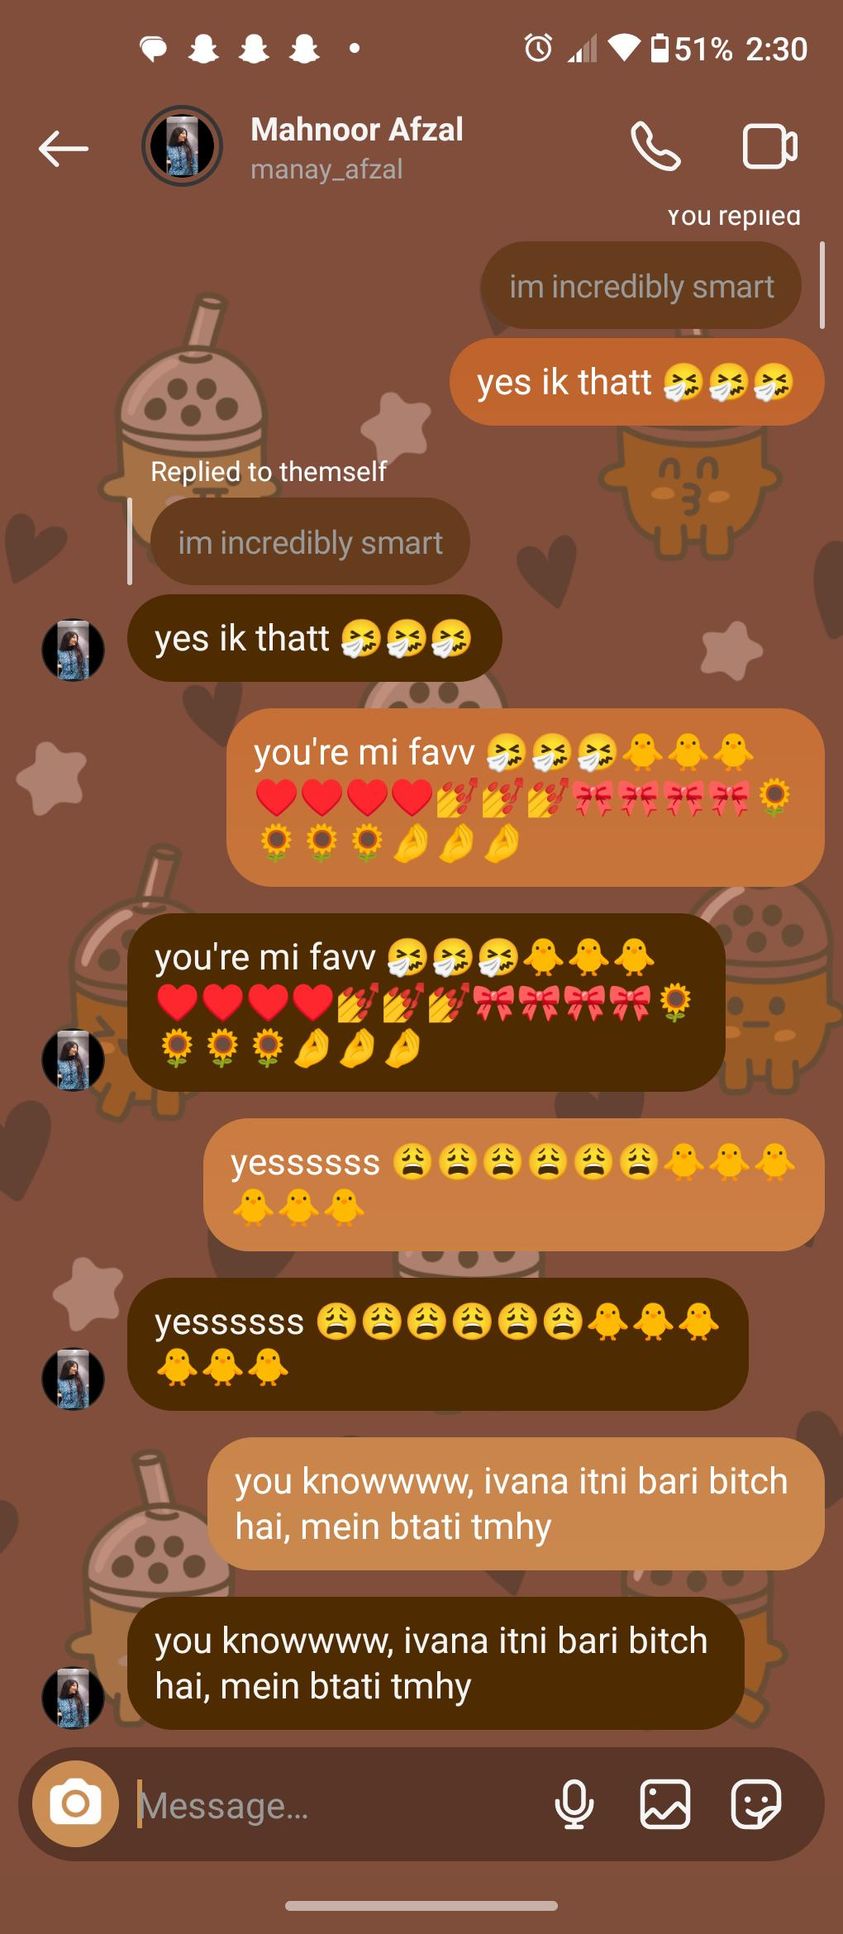 51% 2:30
Mahnoor Afzal
manay_afzal
You replied
im incredibly smart
yes ik thatt 🤧🤧🤧
Replied to themself
im incredibly smart
yes ik thatt 🤧🤧🤧
you're mi favv 🤧🤧🤧🐥🐥🐥
♥️♥️♥️♥️💅💅💅🎀🎀🎀🎀🌻
🌻🌻🌻🤌🤌🤌
you're mi favv 🤧🤧🤧🐥🐥🐥
♥️♥️♥️♥️💅💅💅🎀🎀🎀🎀🌻
🌻🌻🌻🤌🤌🤌
yessssss 😩😩😩😩😩😩🐥🐥🐥
🐥🐥🐥
yessssss 😩😩😩😩😩😩🐥🐥🐥
🐥🐥🐥
you knowwww, ivana itni bari bitch
hai, mein btati tmhy
you knowwww, ivana itni bari bitch
hai, mein btati tmhy
Message...